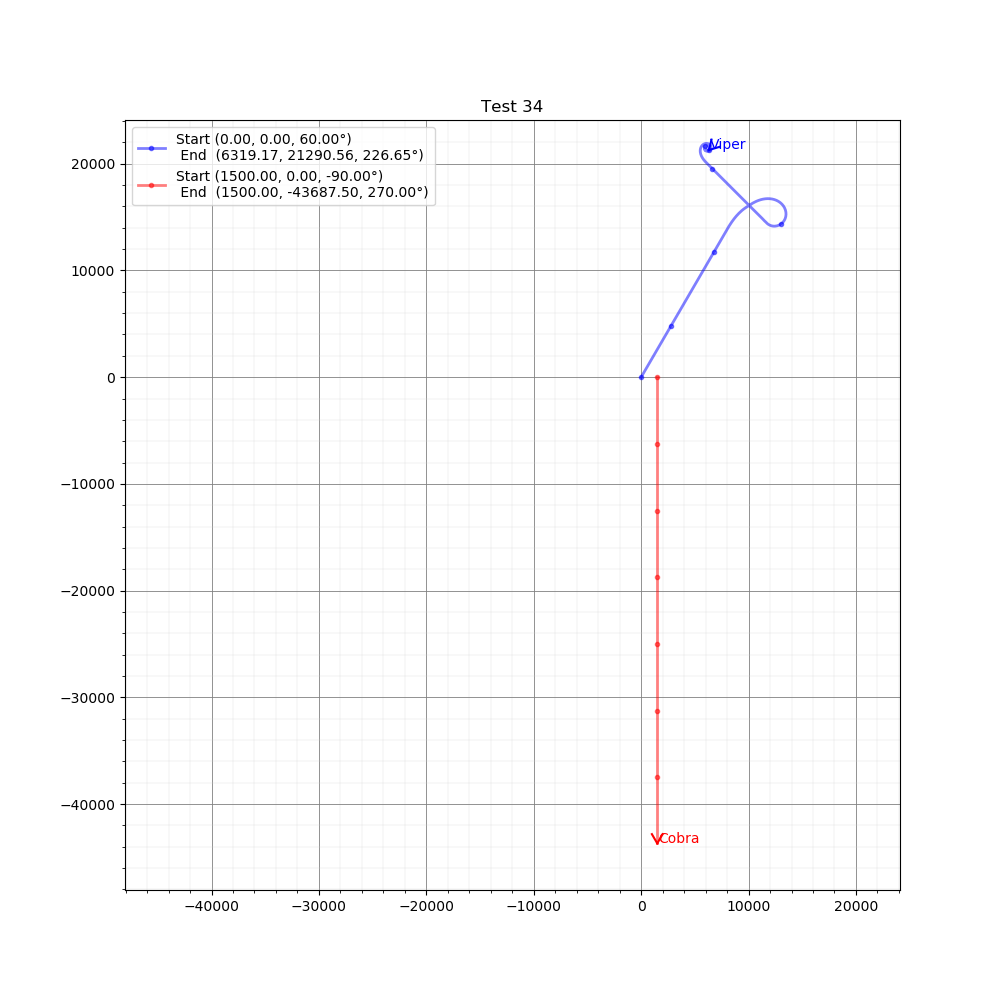 Test 34
Start (0.00, 0.00, 60.00°)
End (6319.17, 21290.56, 226.65°)
Start (1500.00, 0.00, -90.00°)
End (1500.00, -43687.50, 270.00°)
Viper
20000
10000
0
−10000
−20000
−30000
−40000
Cobra
−40000
−30000
−20000
−10000
0
10000
20000